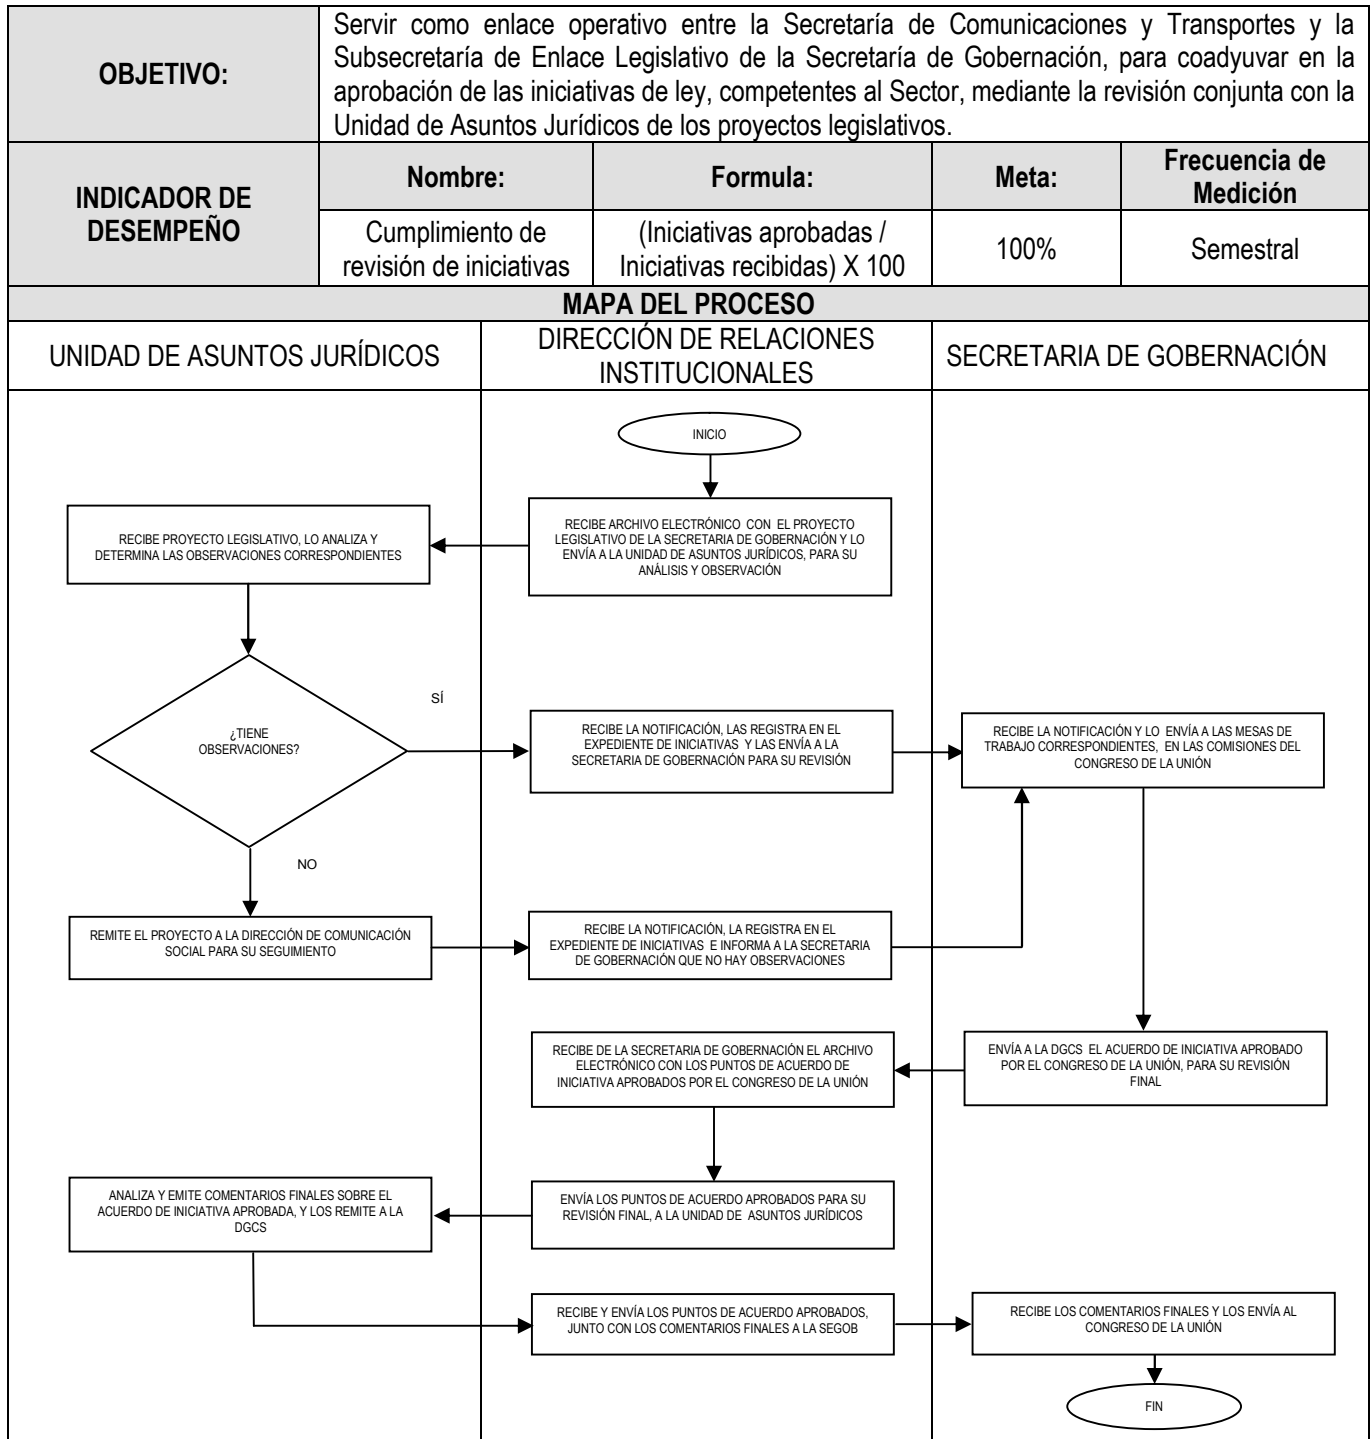 OBJETIVO:
Servir como enlace operativo entre la Secretaría de Comunicaciones y Transportes y la
Subsecretaría de Enlace Legislativo de la Secretaría de Gobernación, para coadyuvar en la
aprobación de las iniciativas de ley, competentes al Sector, mediante la revisión conjunta con la
Unidad de Asuntos Jurídicos de los proyectos legislativos.
INDICADOR DE
DESEMPEÑO
Nombre:
Formula:
Meta:
Frecuencia de
Medición
Cumplimiento de
revisión de iniciativas
(Iniciativas aprobadas /
Iniciativas recibidas) X 100
100%
Semestral
MAPA DEL PROCESO
UNIDAD DE ASUNTOS JURÍDICOS
DIRECCIÓN DE RELACIONES
INSTITUCIONALES
SECRETARIA DE GOBERNACIÓN
INICIO
RECIBE ARCHIVO ELECTRÓNICO CON EL PROYECTO
LEGISLATIVO DE LA SECRETARIA DE GOBERNACIÓN Y LO
ENVÍA A LA UNIDAD DE ASUNTOS JURÍDICOS, PARA SU
ANÁLISIS Y OBSERVACIÓN
RECIBE PROYECTO LEGISLATIVO, LO ANALIZA Y
DETERMINA LAS OBSERVACIONES CORRESPONDIENTES
¿TIENE
OBSERVACIONES?
SÍ
RECIBE LA NOTIFICACIÓN, LAS REGISTRA EN EL
EXPEDIENTE DE INICIATIVAS Y LAS ENVÍA A LA
SECRETARIA DE GOBERNACIÓN PARA SU REVISIÓN
RECIBE LA NOTIFICACIÓN Y LO ENVÍA A LAS MESAS DE
TRABAJO CORRESPONDIENTES, EN LAS COMISIONES DEL
CONGRESO DE LA UNIÓN
NO
REMITE EL PROYECTO A LA DIRECCIÓN DE COMUNICACIÓN
SOCIAL PARA SU SEGUIMIENTO
RECIBE LA NOTIFICACIÓN, LA REGISTRA EN EL
EXPEDIENTE DE INICIATIVAS E INFORMA A LA SECRETARIA
DE GOBERNACIÓN QUE NO HAY OBSERVACIONES
ENVÍA A LA DGCS EL ACUERDO DE INICIATIVA APROBADO
POR EL CONGRESO DE LA UNIÓN, PARA SU REVISIÓN
FINAL
RECIBE DE LA SECRETARIA DE GOBERNACIÓN EL ARCHIVO
ELECTRÓNICO CON LOS PUNTOS DE ACUERDO DE
INICIATIVA APROBADOS POR EL CONGRESO DE LA UNIÓN
ENVÍA LOS PUNTOS DE ACUERDO APROBADOS PARA SU
REVISIÓN FINAL, A LA UNIDAD DE ASUNTOS JURÍDICOS
ANALIZA Y EMITE COMENTARIOS FINALES SOBRE EL
ACUERDO DE INICIATIVA APROBADA, Y LOS REMITE A LA
DGCS
RECIBE Y ENVÍA LOS PUNTOS DE ACUERDO APROBADOS,
JUNTO CON LOS COMENTARIOS FINALES A LA SEGOB
RECIBE LOS COMENTARIOS FINALES Y LOS ENVÍA AL
CONGRESO DE LA UNIÓN
FIN